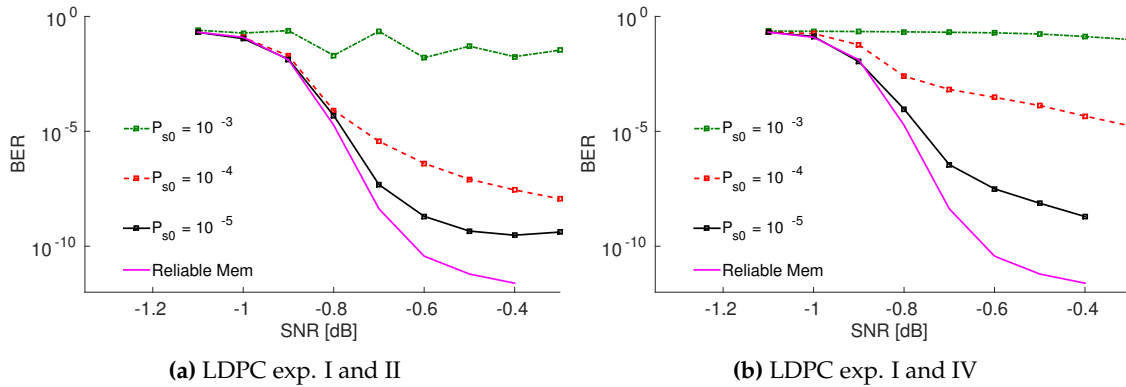 10^0
10^-5
10^-10
BER
P_s0 = 10^-3
P_s0 = 10^-4
P_s0 = 10^-5
Reliable Mem
-1.2 -1 -0.8 -0.6 -0.4
SNR [dB]
(a) LDPC exp. I and II
10^0
10^-5
10^-10
BER
P_s0 = 10^-3
P_s0 = 10^-4
P_s0 = 10^-5
Reliable Mem
-1.2 -1 -0.8 -0.6 -0.4
SNR [dB]
(b) LDPC exp. I and IV